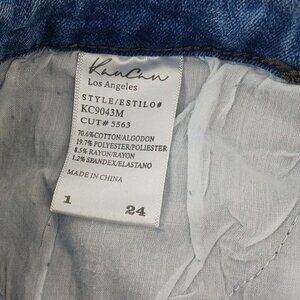 KanCan
Los Angeles
STYLE/ESTILO#
KC9043M
CUT# 5563
70.6%COTTON/ALGODON
19.7% POLYESTER/POLIESTER
8.5% RAYON/RAYON
1.2% SPANDEX/ELASTANO
MADE IN CHINA
1 24